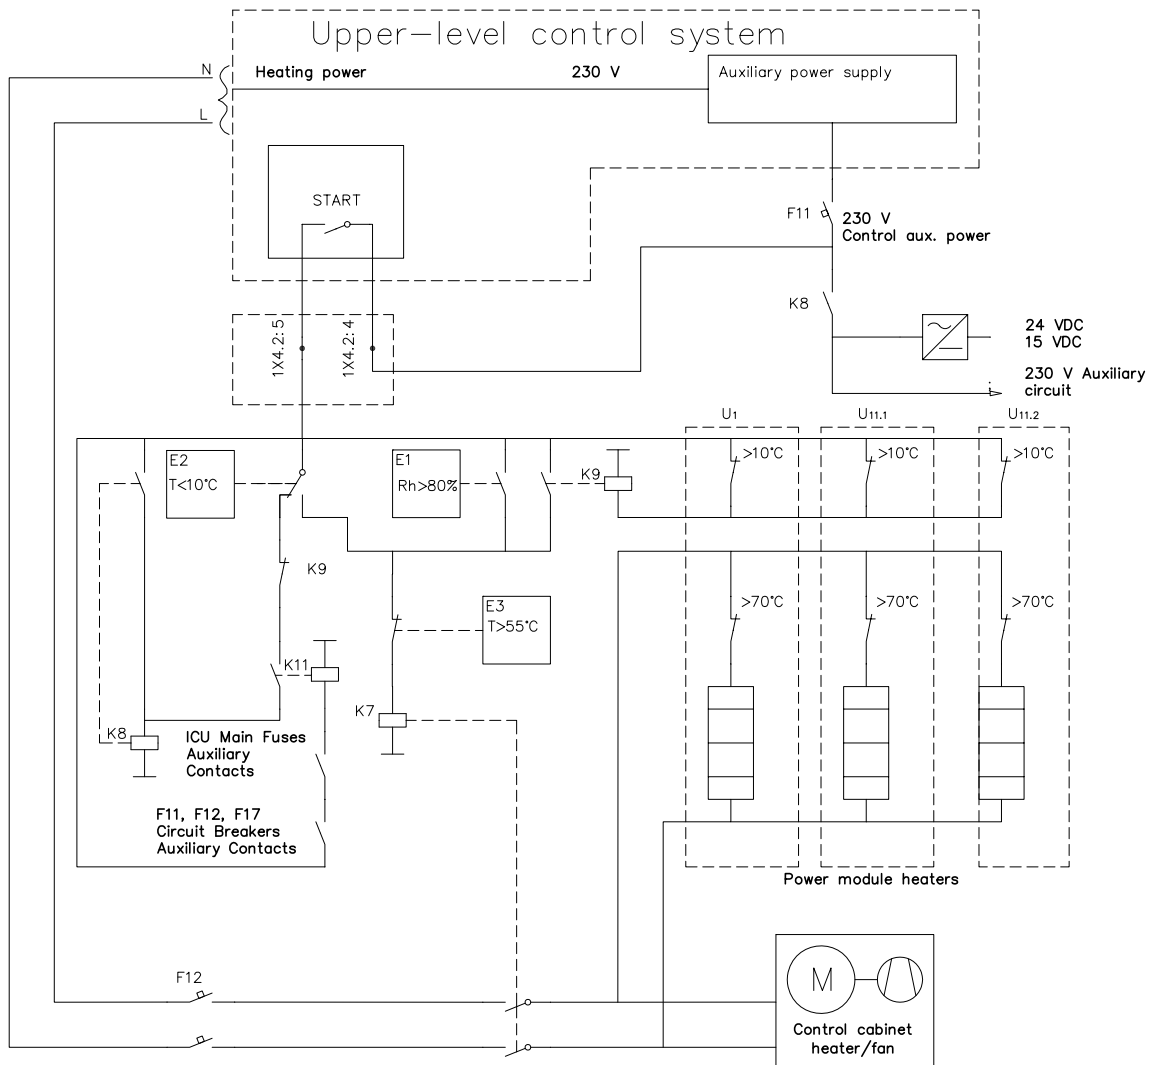 Upper-level control system
N
Heating power
230 V
Auxiliary power supply
L
START
F11
230 V
Control aux. power
K8
1X4.2:5
1X4.2:4
24 VDC
15 VDC
230 V Auxiliary
circuit
U1
U11.1
U11.2
E2
T<10°C
E1
Rh>80%
K9
>10°C
>10°C
>10°C
K9
E3
T>55°C
>70°C
>70°C
>70°C
K11
K7
K8
ICU Main Fuses
Auxiliary
Contacts
F11, F12, F17
Circuit Breakers
Auxiliary Contacts
Power module heaters
F12
M
Control cabinet
heater/fan